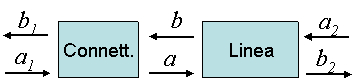 b₁ b a₂
Connett. Linea
a₁ a b₂